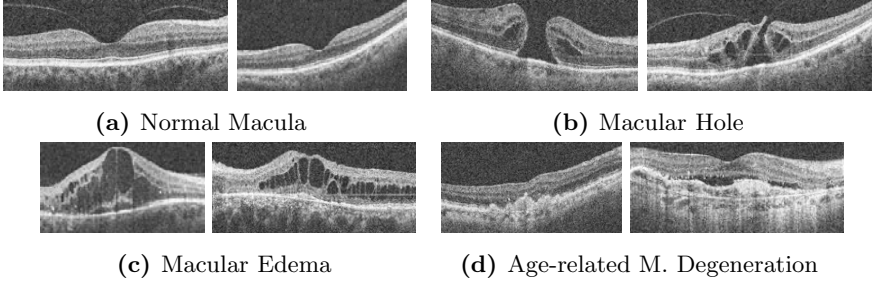 (a) Normal Macula
(b) Macular Hole
(c) Macular Edema
(d) Age-related M. Degeneration